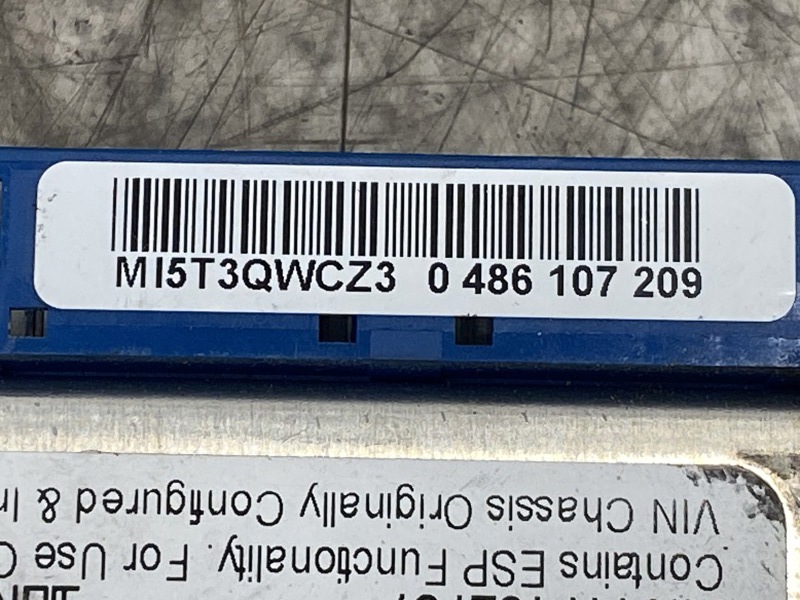 MI5T3QWCZ3 0 486 107 209
Contains ESP Functionality. For Use
VIN Chassis Originally Configured &